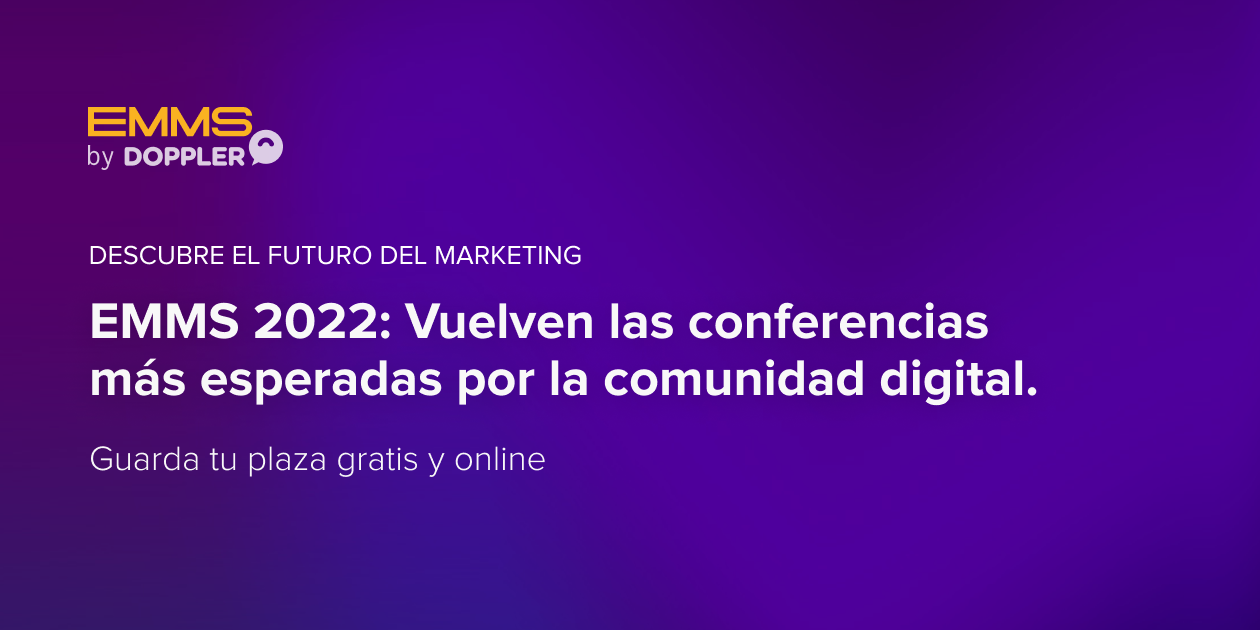 EMMS
by DOPPLER
DESCUBRE EL FUTURO DEL MARKETING
EMMS 2022: Vuelven las conferencias
más esperadas por la comunidad digital.
Guarda tu plaza gratis y online